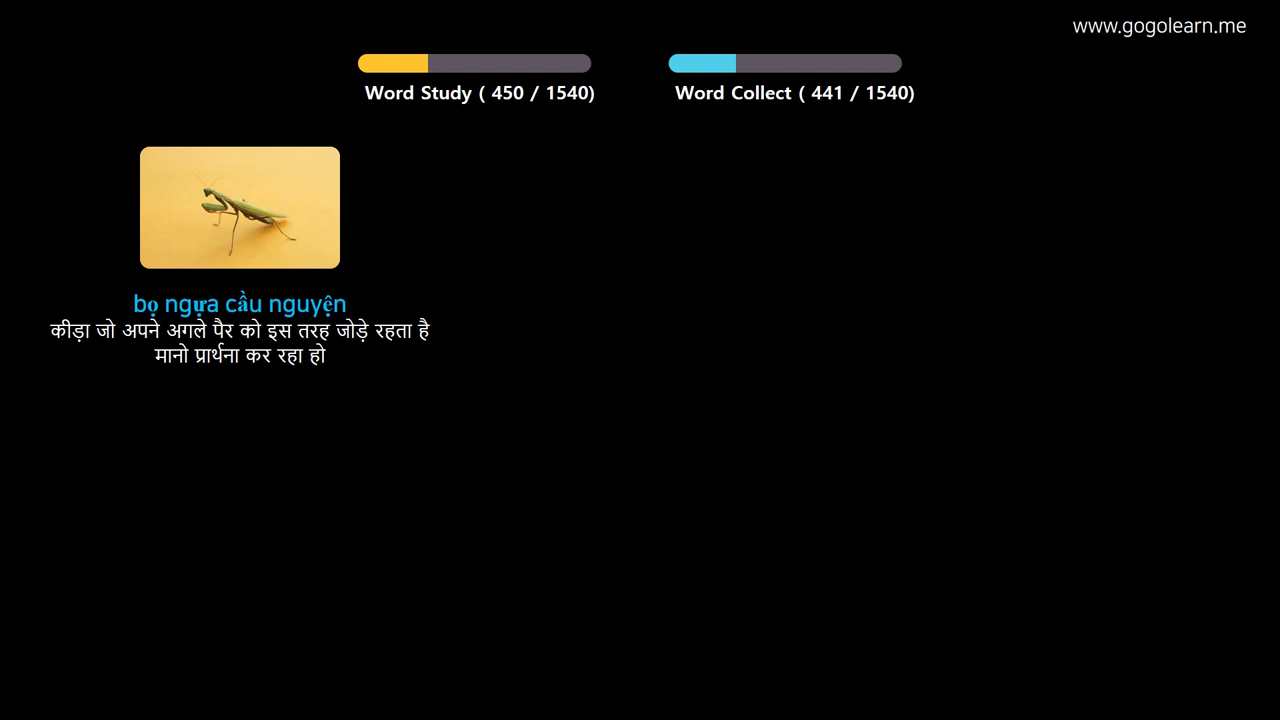 www.gogolearn.me
Word Study ( 450 / 1540)
Word Collect ( 441 / 1540)
bọ ngựa cầu nguyện
कीड़ा जो अपने अगले पैर को इस तरह जोड़े रहता है
मानो प्रार्थना कर रहा हो